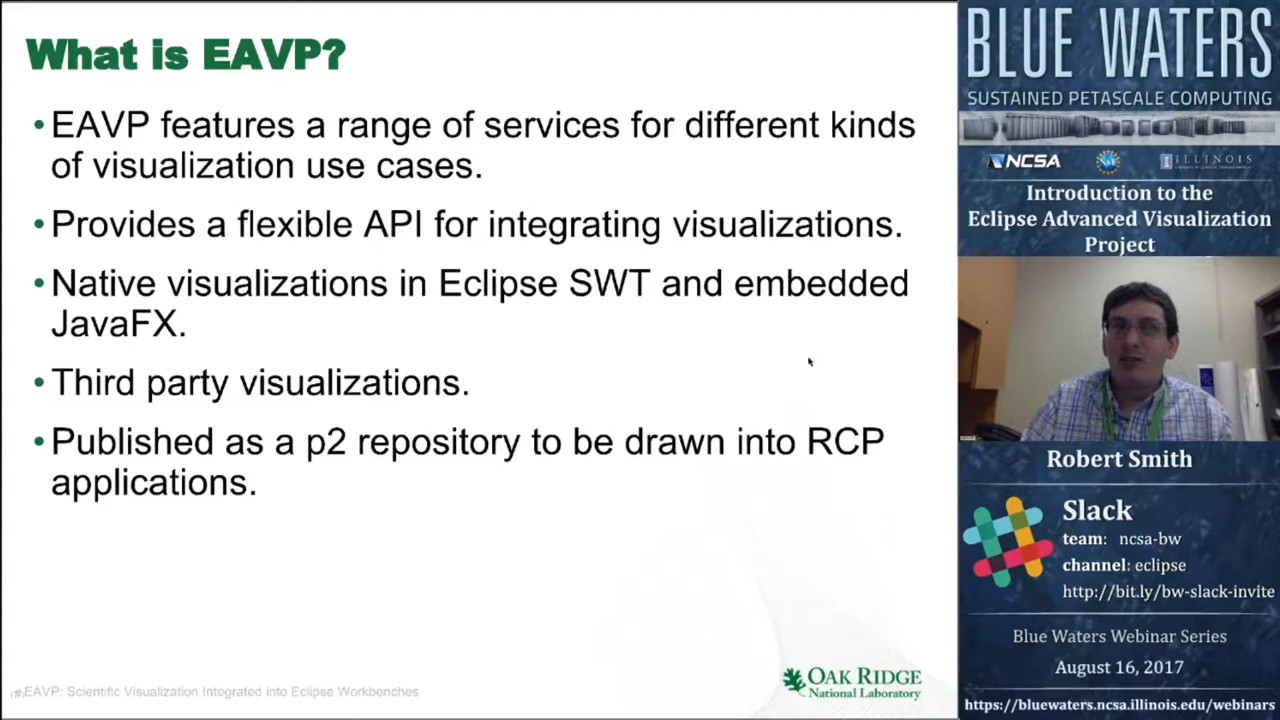 What is EAVP?
•EAVP features a range of services for different kinds
of visualization use cases.
•Provides a flexible API for integrating visualizations.
•Native visualizations in Eclipse SWT and embedded
JavaFX.
•Third party visualizations.
•Published as a p2 repository to be drawn into RCP
applications.
(#)EAVP: Scientific Visualization Integrated into Eclipse Workbenches
OAK RIDGE
National Laboratory
BLUE WATERS
SUSTAINED PETASCALE COMPUTING
NCSA
ILLINOIS
Introduction to the
Eclipse Advanced Visualization
Project
Robert Smith
Slack
team: ncsa-bw
channel: eclipse
http://bit.ly/bw-slack-invite
Blue Waters Webinar Series
August 16, 2017
https://bluewaters.ncsa.illinois.edu/webinars